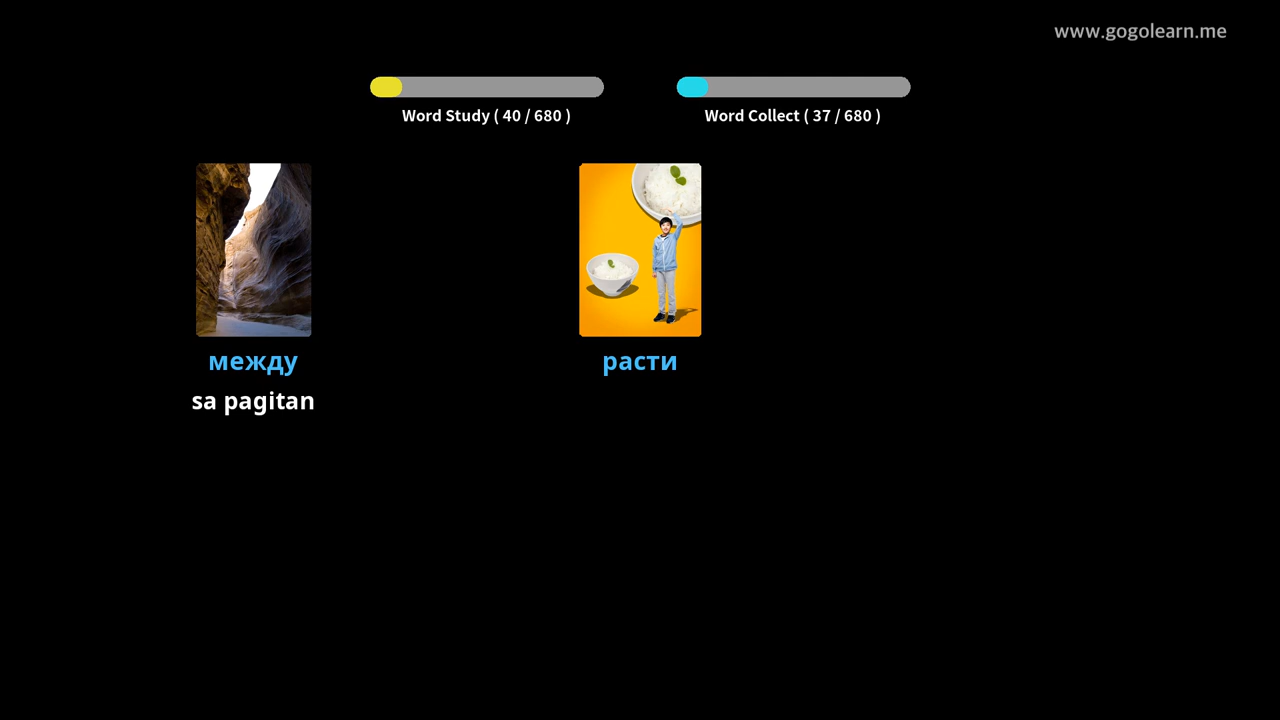 www.gogolearn.me
Word Study ( 40 / 680 )
Word Collect ( 37 / 680 )
между
расти
sa pagitan